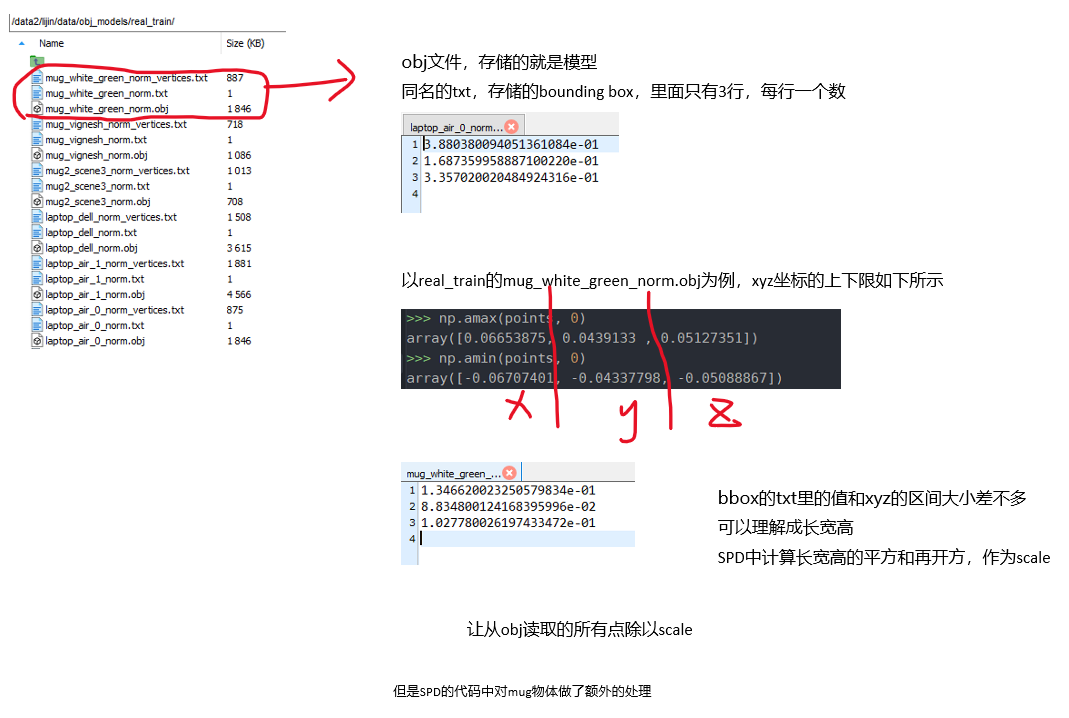 /data2/lijin/data/obj_models/real_train/
Name Size (KB)
mug_white_green_norm_vertices.txt 887
mug_white_green_norm.txt 1
mug_white_green_norm.obj 1 846
mug_vignesh_norm_vertices.txt 718
mug_vignesh_norm.txt 1
mug_vignesh_norm.obj 1 086
mug2_scene3_norm_vertices.txt 1 013
mug2_scene3_norm.txt 1
mug2_scene3_norm.obj 708
laptop_dell_norm_vertices.txt 1 508
laptop_dell_norm.txt 1
laptop_dell_norm.obj 3 615
laptop_air_1_norm_vertices.txt 1 881
laptop_air_1_norm.txt 1
laptop_air_1_norm.obj 4 566
laptop_air_0_norm_vertices.txt 875
laptop_air_0_norm.txt 1
laptop_air_0_norm.obj 1 846
obj文件，存储的就是模型
同名的txt，存储的bounding box，里面只有3行，每行一个数
laptop_air_0_norm...
1 3.880380094051361084e-01
2 1.687359958887100220e-01
3 3.357020020484924316e-01
4
以real_train的mug_white_green_norm.obj为例，xyz坐标的上下限如下所示
>>> np.amax(points, 0)
array([0.06653875, 0.0439133 , 0.05127351])
>>> np.amin(points, 0)
array([-0.06707401, -0.04337798, -0.05088867])
x y z
mug_white_green_...
1 1.346620023250579834e-01
2 8.834800124168395996e-02
3 1.027780026197433472e-01
4
bbox的txt里的值和xyz的区间大小差不多
可以理解成长宽高
SPD中计算长宽高的平方和再开方，作为scale
让从obj读取的所有点除以scale
但是SPD的代码中对mug物体做了额外的处理